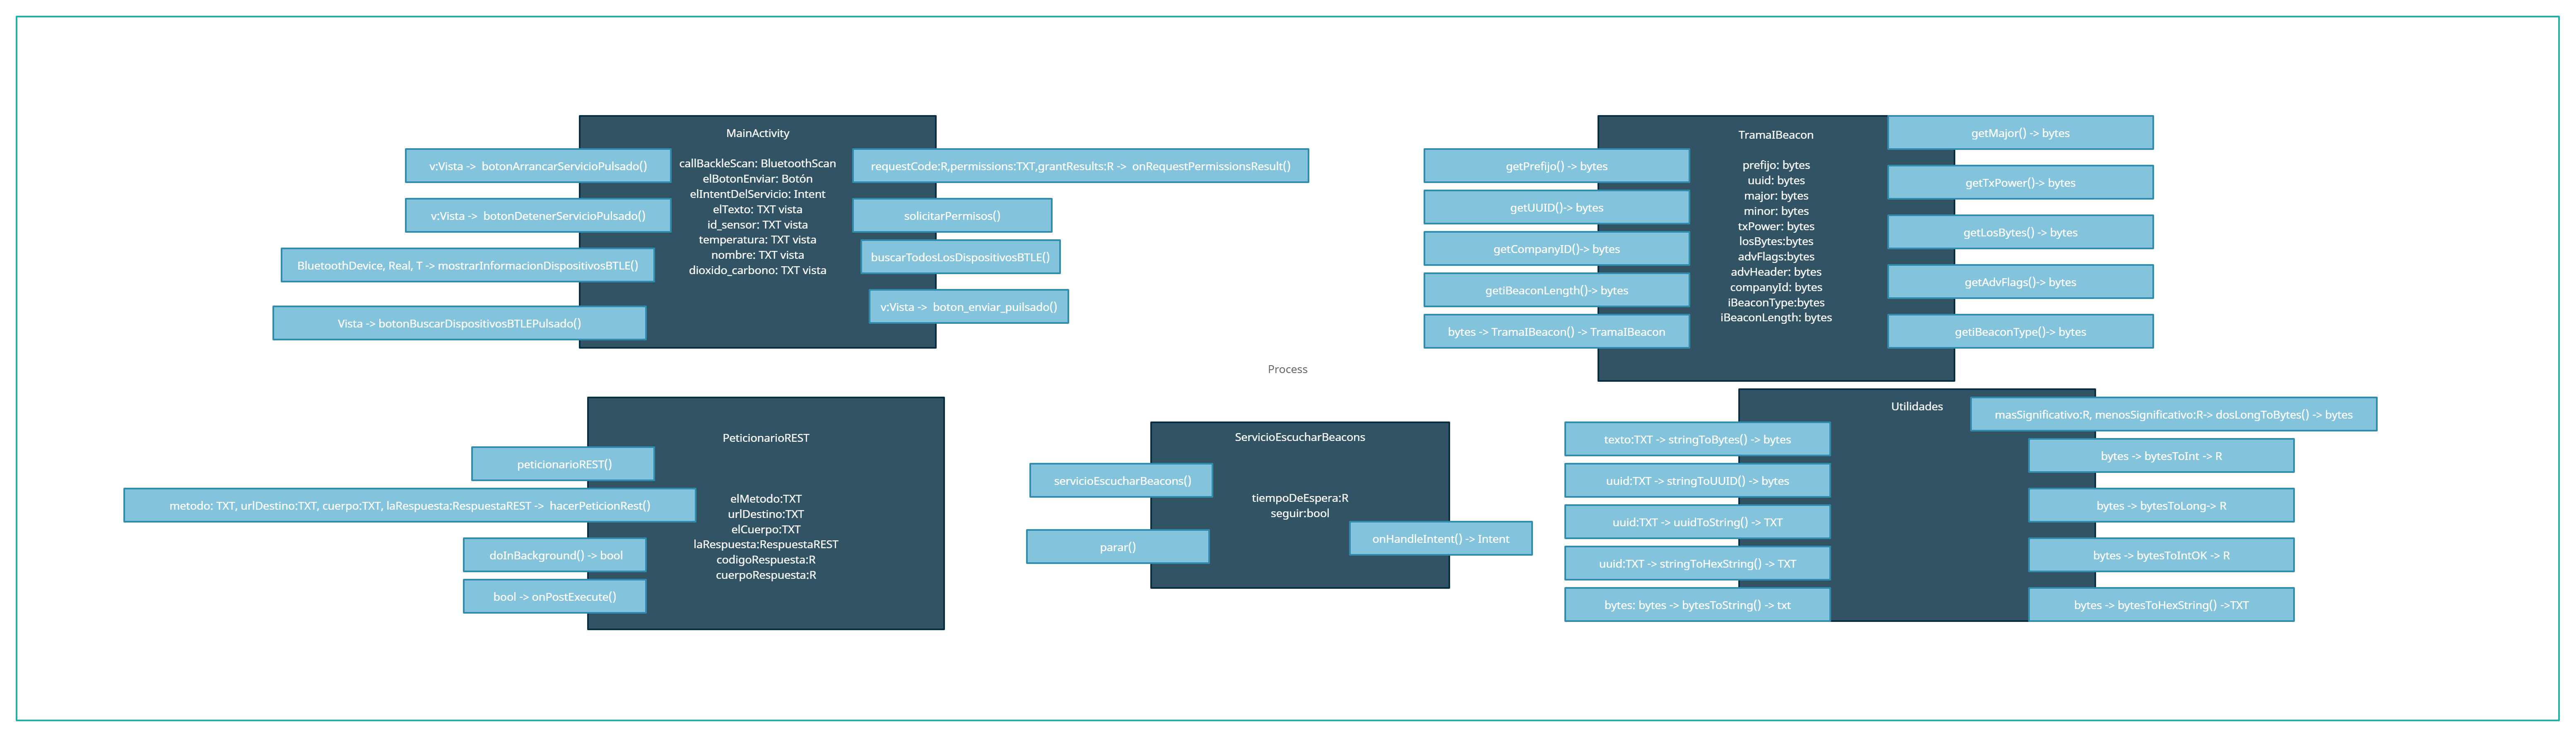 MainActivity
callBackleScan: BluetoothScan
elBotonEnviar: Botón
elIntentDelServicio: Intent
elTexto: TXT vista
id_sensor: TXT vista
temperatura: TXT vista
nombre: TXT vista
dioxido_carbono: TXT vista
v:Vista -> botonArrancarServicioPulsado()
v:Vista -> botonDetenerServicioPulsado()
BluetoothDevice, Real, T -> mostrarInformacionDispositivosBTLE()
Vista -> botonBuscarDispositivosBTLEPulsado()
requestCode:R,permissions:TXT,grantResults:R -> onRequestPermissionsResult()
solicitarPermisos()
buscarTodosLosDispositivosBTLE()
v:Vista -> boton_enviar_puilsado()
TramaIBeacon
prefijo: bytes
uuid: bytes
major: bytes
minor: bytes
txPower: bytes
losBytes:bytes
advFlags:bytes
advHeader: bytes
companyId: bytes
iBeaconType:bytes
iBeaconLength: bytes
getPrefijo() -> bytes
getUUID()-> bytes
getCompanyID()-> bytes
getiBeaconLength()-> bytes
bytes -> TramaIBeacon() -> TramaIBeacon
getMajor() -> bytes
getTxPower()-> bytes
getLosBytes() -> bytes
getAdvFlags()-> bytes
getiBeaconType()-> bytes
Process
PeticionarioREST
elMetodo:TXT
urlDestino:TXT
elCuerpo:TXT
laRespuesta:RespuestaREST
codigoRespuesta:R
cuerpoRespuesta:R
peticionarioREST()
metodo: TXT, urlDestino:TXT, cuerpo:TXT, laRespuesta:RespuestaREST -> hacerPeticionRest()
doInBackground() -> bool
bool -> onPostExecute()
ServicioEscucharBeacons
tiempoDeEspera:R
seguir:bool
servicioEscucharBeacons()
parar()
onHandleIntent() -> Intent
Utilidades
texto:TXT -> stringToBytes() -> bytes
uuid:TXT -> stringToUUID() -> bytes
uuid:TXT -> uuidToString() -> TXT
uuid:TXT -> stringToHexString() -> TXT
bytes: bytes -> bytesToString() -> txt
masSignificativo:R, menosSignificativo:R-> dosLongToBytes() -> bytes
bytes -> bytesToInt -> R
bytes -> bytesToLong-> R
bytes -> bytesToIntOK -> R
bytes -> bytesToHexString() ->TXT